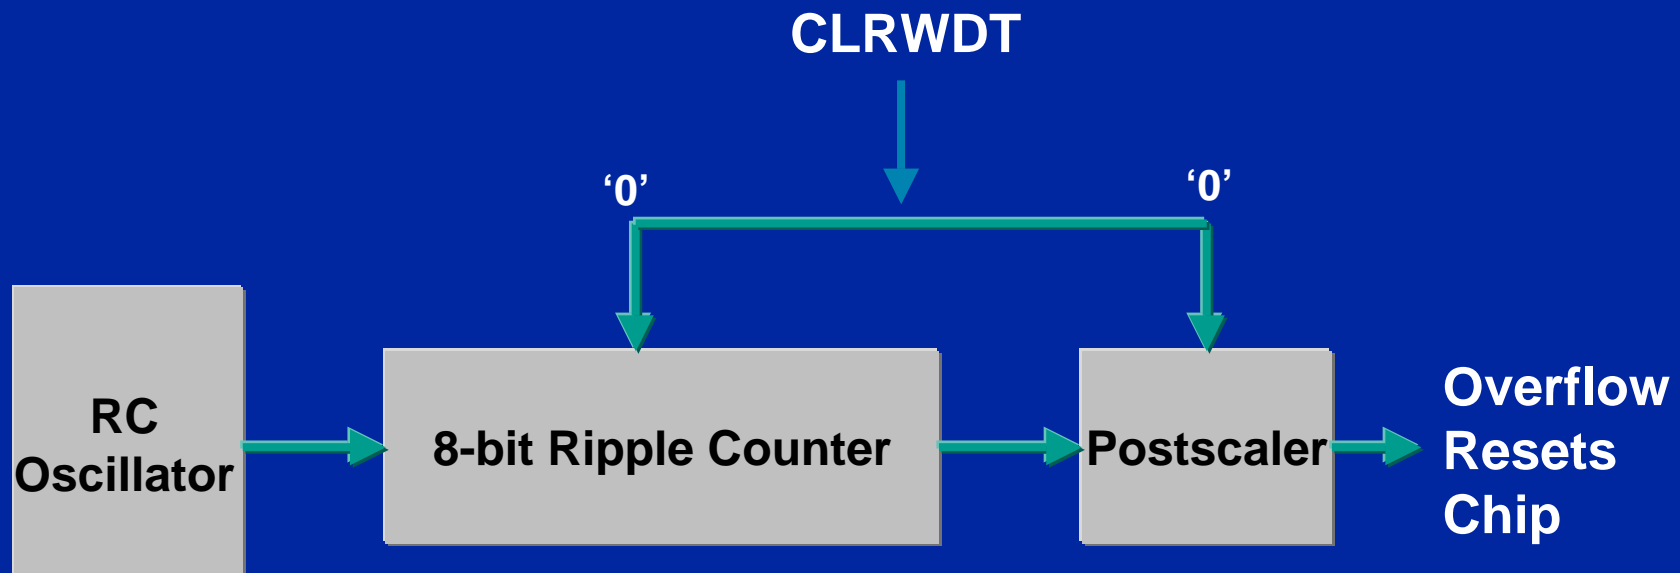 CLRWDT
‘0’
‘0’
RC
Oscillator
8-bit Ripple Counter
Postscaler
Overflow
Resets
Chip